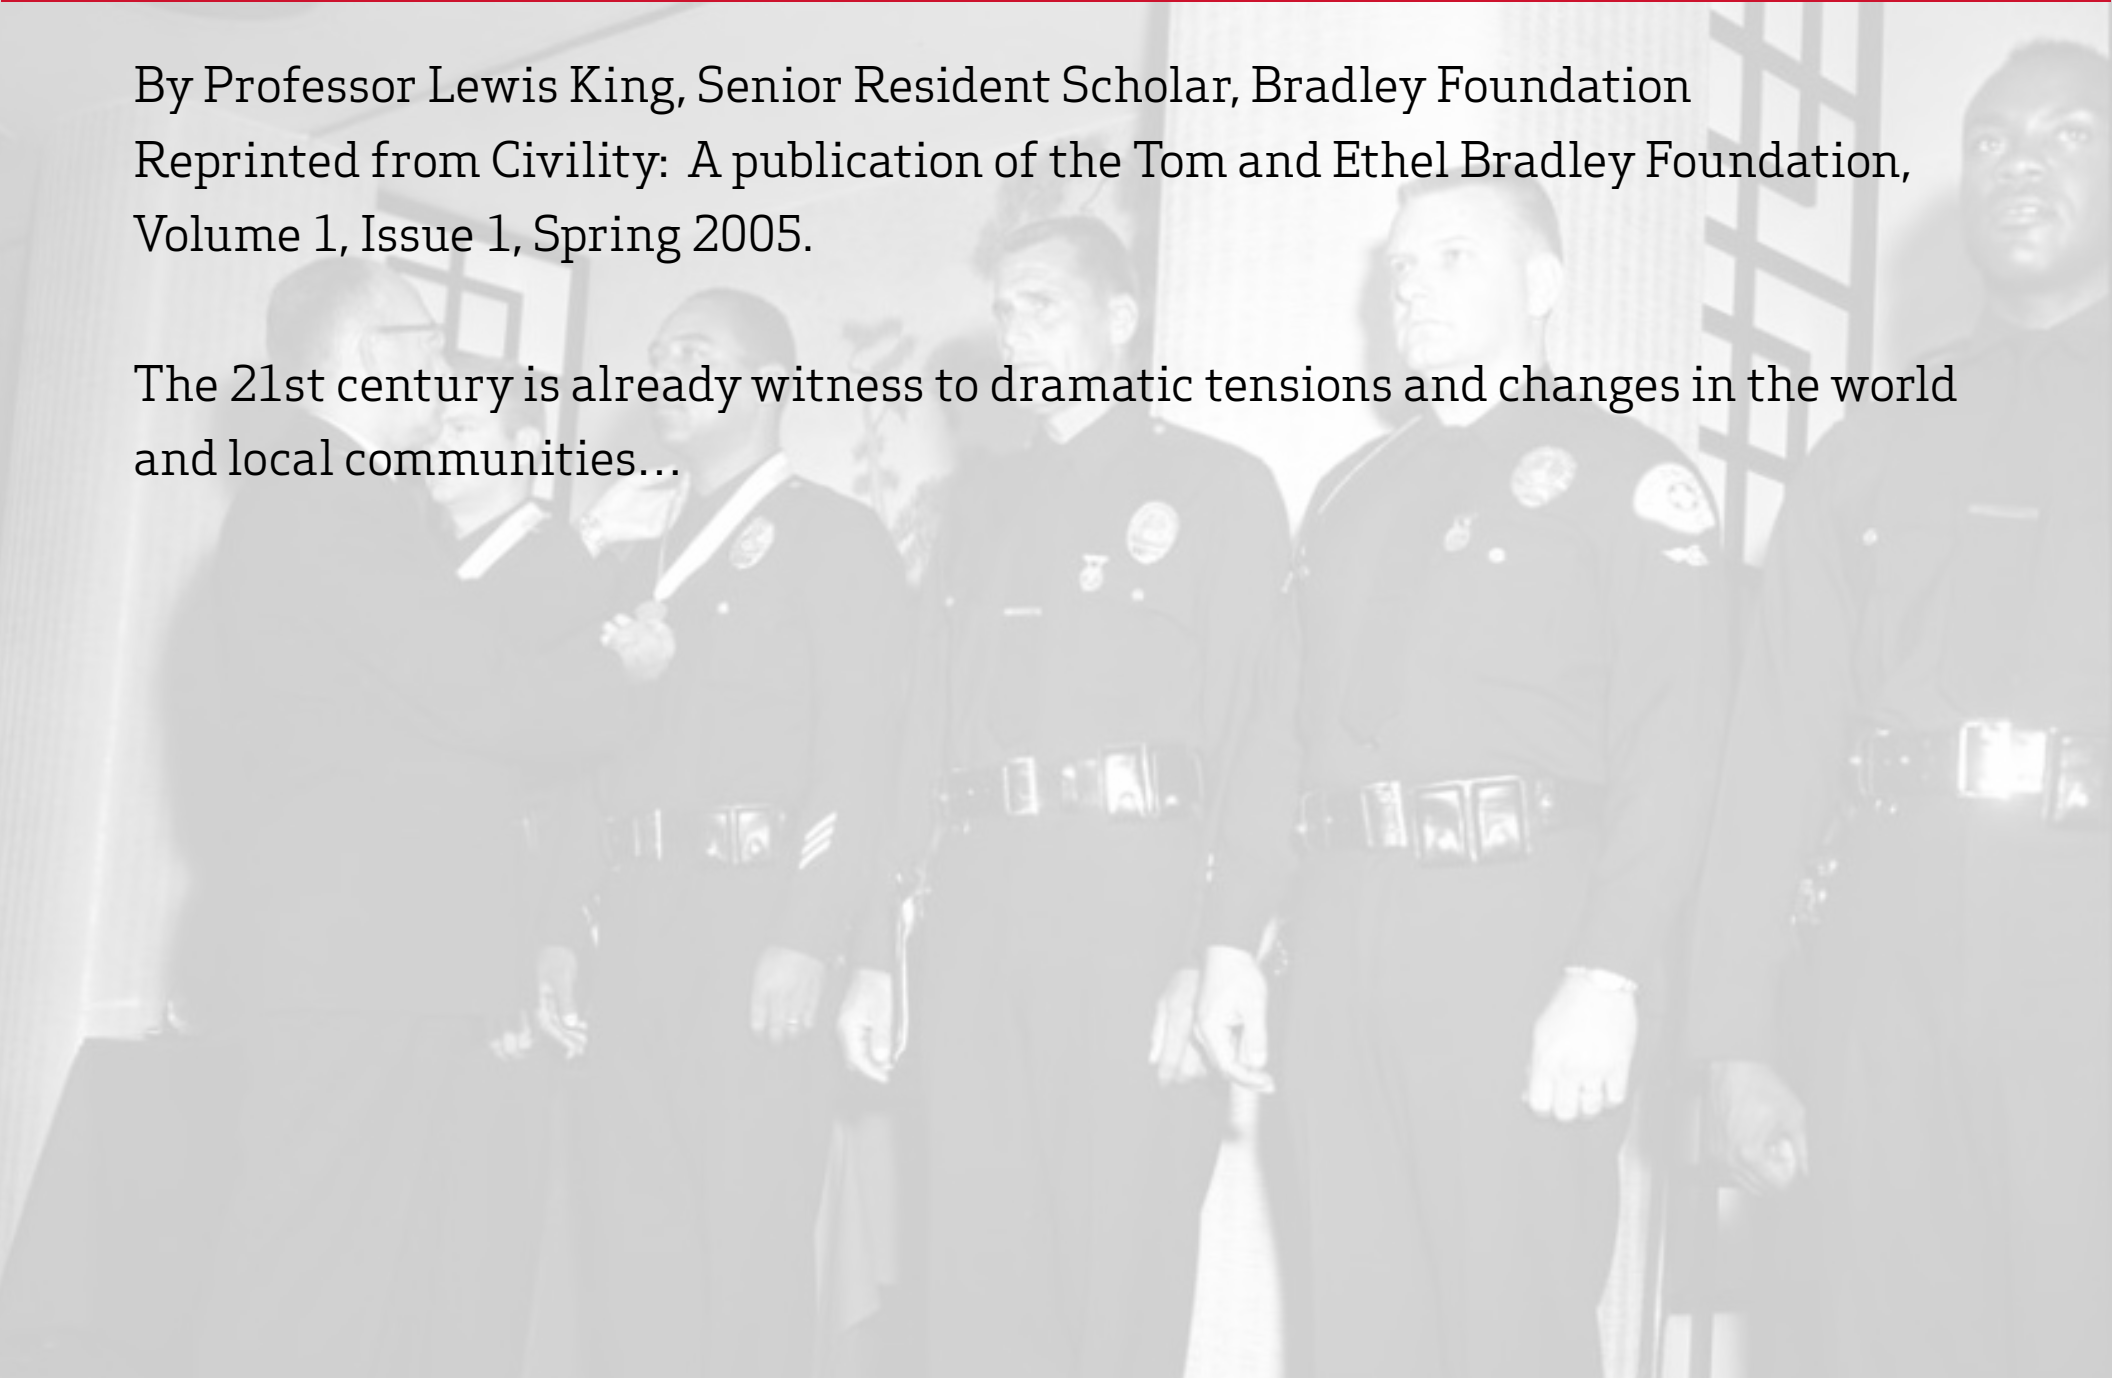 By Professor Lewis King, Senior Resident Scholar, Bradley Foundation
Reprinted from Civility:  A publication of the Tom and Ethel Bradley Foundation,
Volume 1, Issue 1, Spring 2005.
The 21st century is already witness to dramatic tensions and changes in the world
and local communities…